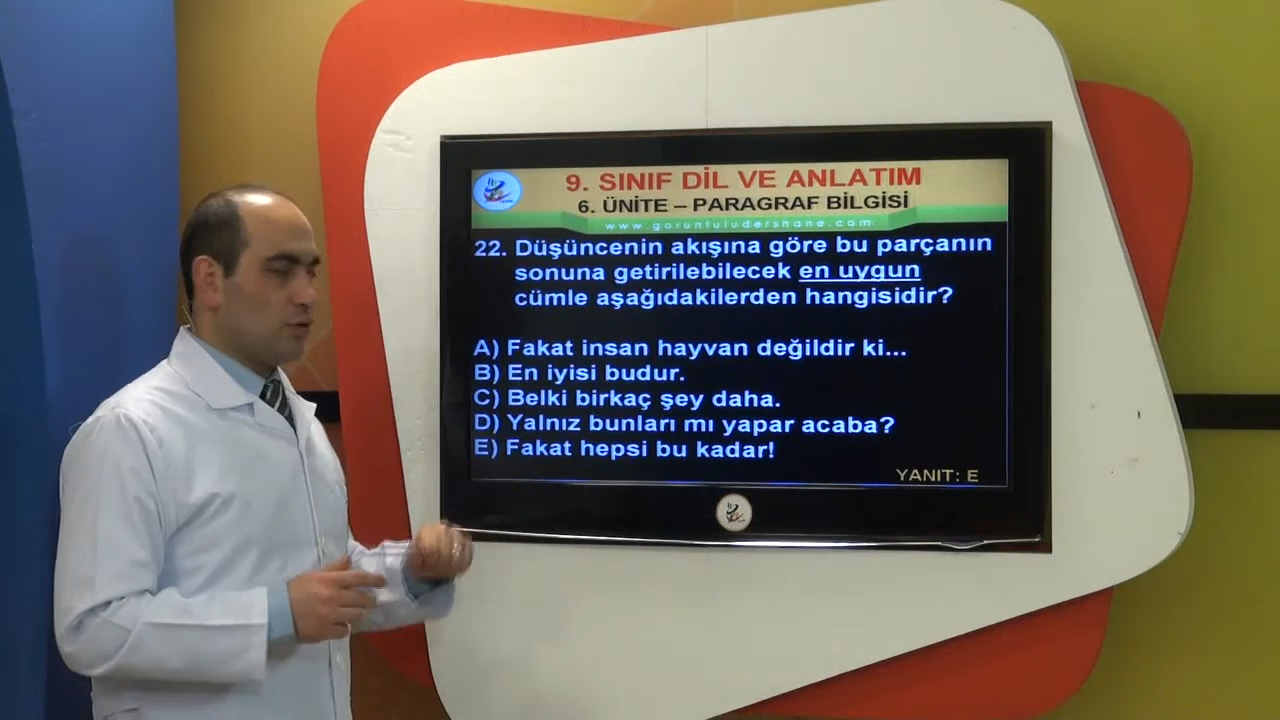 9. SINIF DİL VE ANLATIM
6. ÜNİTE – PARAGRAF BİLGİSİ
www.goruntuludershane.com
22. Düşüncenin akışına göre bu parçanın
sonuna getirilebilecek en uygun
cümle aşağıdakilerden hangisidir?
A) Fakat insan hayvan değildir ki...
B) En iyisi budur.
C) Belki birkaç şey daha.
D) Yalnız bunları mı yapar acaba?
E) Fakat hepsi bu kadar!
YANIT: E